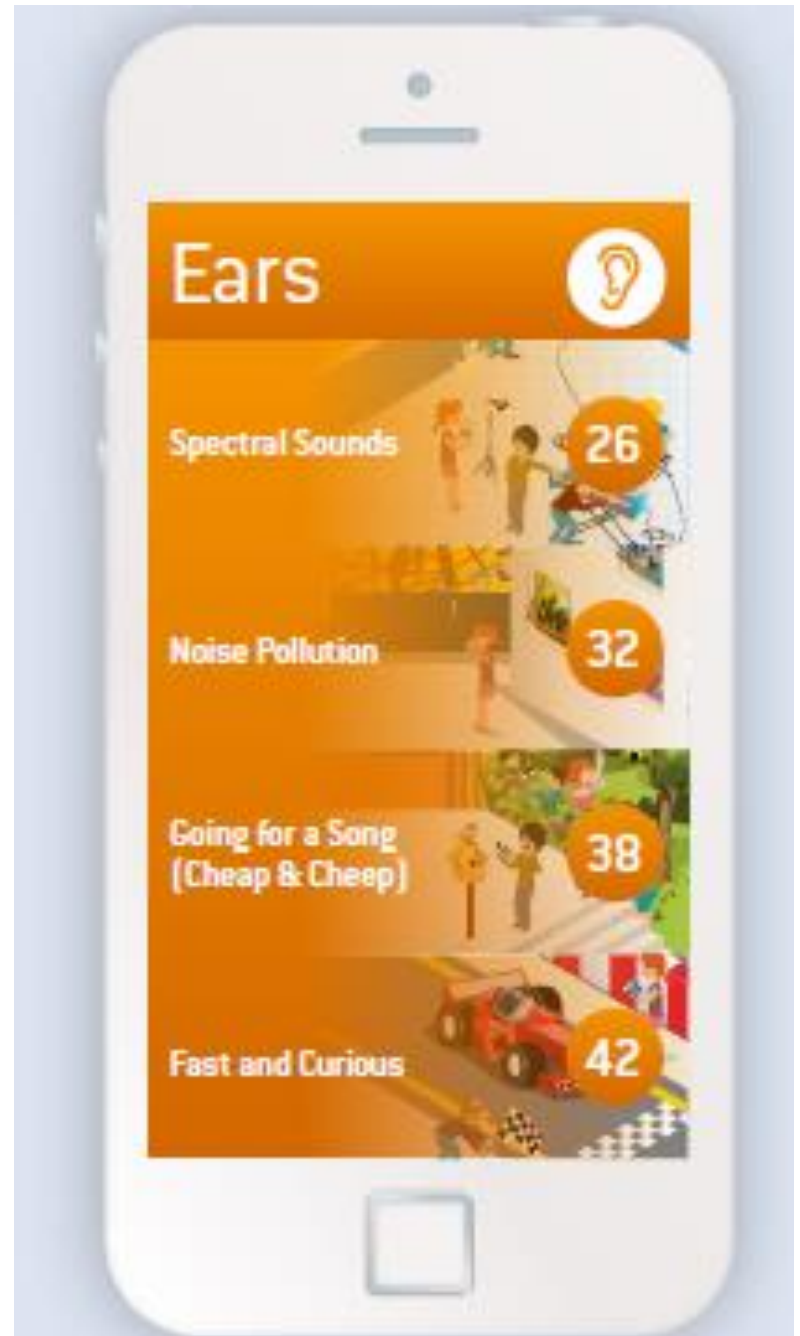 Ears
Spectral Sounds
26
Noise Pollution
32
Going for a Song
(Cheap & Cheep)
38
Fast and Curious
42